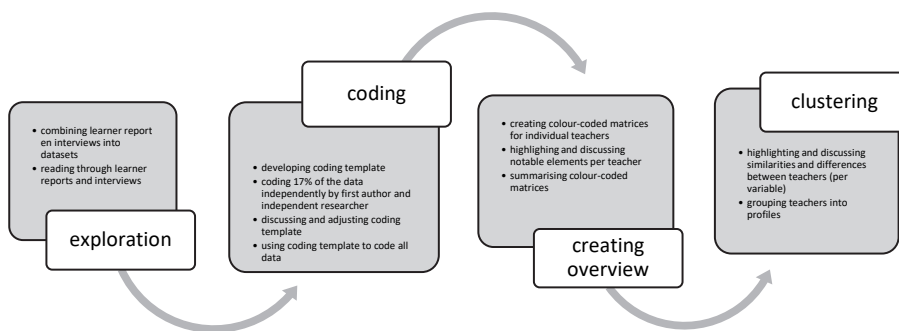 • combining learner report
en interviews into
datasets
• reading through learner
reports and interviews
exploration
coding
• developing coding template
• coding 17% of the data
independently by first author and
independent researcher
• discussing and adjusting coding
template
• using coding template to code all
data
• creating colour-coded matrices
for individual teachers
• highlighing and discussing
notable elements per teacher
• summarising colour-coded
matrices
creating
overview
clustering
• highlighting and discussing
similarities and differences
between teachers (per
variable)
• grouping teachers into
profiles